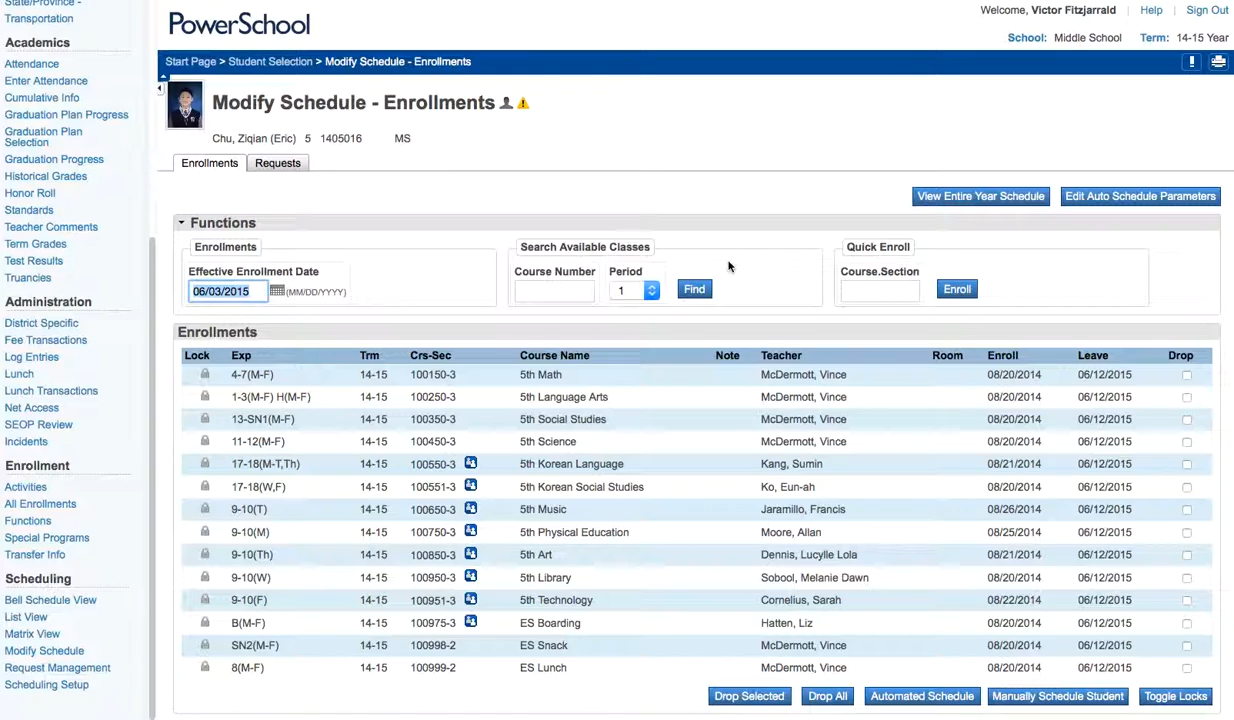 State/Province -
Transportation
Academics
Attendance
Enter Attendance
Cumulative Info
Graduation Plan Progress
Graduation Plan
Selection
Graduation Progress
Historical Grades
Honor Roll
Standards
Teacher Comments
Term Grades
Test Results
Truancies
Administration
District Specific
Fee Transactions
Log Entries
Lunch
Lunch Transactions
Net Access
SEOP Review
Incidents
Enrollment
Activities
All Enrollments
Functions
Special Programs
Transfer Info
Scheduling
Bell Schedule View
List View
Matrix View
Modify Schedule
Request Management
Scheduling Setup
PowerSchool
Welcome, Victor Fitzjarrald | Help | Sign Out
School: Middle School Term: 14-15 Year
Start Page > Student Selection > Modify Schedule - Enrollments
Modify Schedule - Enrollments
Chu, Ziqian (Eric) 5 1405016 MS
Enrollments Requests
View Entire Year Schedule Edit Auto Schedule Parameters
Functions
Enrollments Search Available Classes Quick Enroll
Effective Enrollment Date Course Number Period Course.Section
06/03/2015 (MM/DD/YYYY) 1 Find Enroll
Enrollments
Lock Exp Trm Crs-Sec Course Name Note Teacher Room Enroll Leave Drop
4-7(M-F) 14-15 100150-3 5th Math McDermott, Vince 08/20/2014 06/12/2015
1-3(M-F) H(M-F) 14-15 100250-3 5th Language Arts McDermott, Vince 08/20/2014 06/12/2015
13-SN1(M-F) 14-15 100350-3 5th Social Studies McDermott, Vince 08/20/2014 06/12/2015
11-12(M-F) 14-15 100450-3 5th Science McDermott, Vince 08/20/2014 06/12/2015
17-18(M-T,Th) 14-15 100550-3 5th Korean Language Kang, Sumin 08/21/2014 06/12/2015
17-18(W,F) 14-15 100551-3 5th Korean Social Studies Ko, Eun-ah 08/20/2014 06/12/2015
9-10(T) 14-15 100650-3 5th Music Jaramillo, Francis 08/26/2014 06/12/2015
9-10(M) 14-15 100750-3 5th Physical Education Moore, Allan 08/25/2014 06/12/2015
9-10(Th) 14-15 100850-3 5th Art Dennis, Lucylle Lola 08/21/2014 06/12/2015
9-10(W) 14-15 100950-3 5th Library Sobool, Melanie Dawn 08/20/2014 06/12/2015
9-10(F) 14-15 100951-3 5th Technology Cornelius, Sarah 08/22/2014 06/12/2015
B(M-F) 14-15 100975-3 ES Boarding Hatten, Liz 08/20/2014 06/12/2015
SN2(M-F) 14-15 100998-2 ES Snack McDermott, Vince 08/20/2014 06/12/2015
8(M-F) 14-15 100999-2 ES Lunch McDermott, Vince 08/20/2014 06/12/2015
Drop Selected Drop All Automated Schedule Manually Schedule Student Toggle Locks